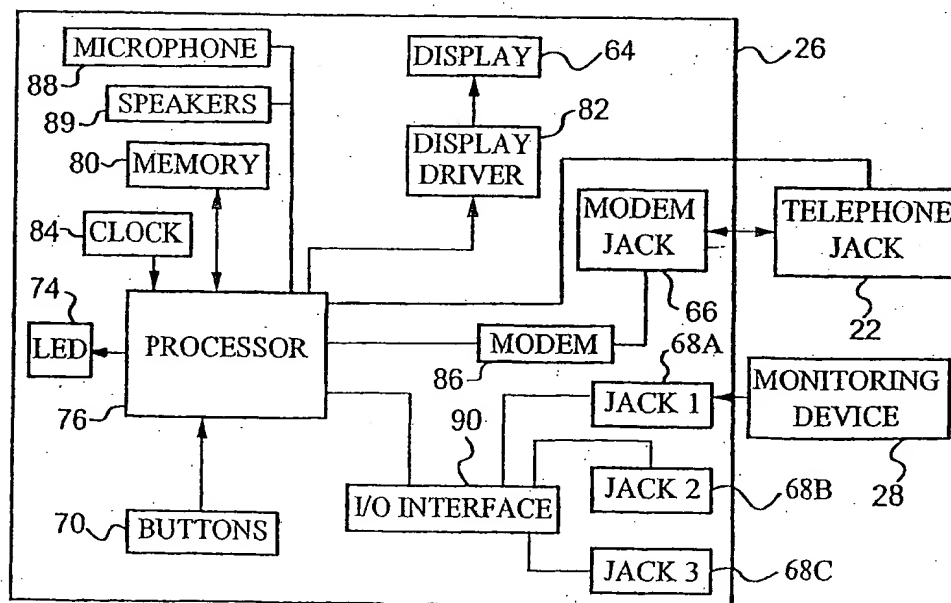 MICROPHONE
88
SPEAKERS
89
80
MEMORY
84
CLOCK
74
LED
PROCESSOR
76
70
BUTTONS
DISPLAY
64
82
DISPLAY
DRIVER
26
MODEM
JACK
66
TELEPHONE
JACK
22
MODEM
86
68A
JACK 1
MONITORING
DEVICE
28
90
I/O INTERFACE
JACK 2
68B
JACK 3
68C